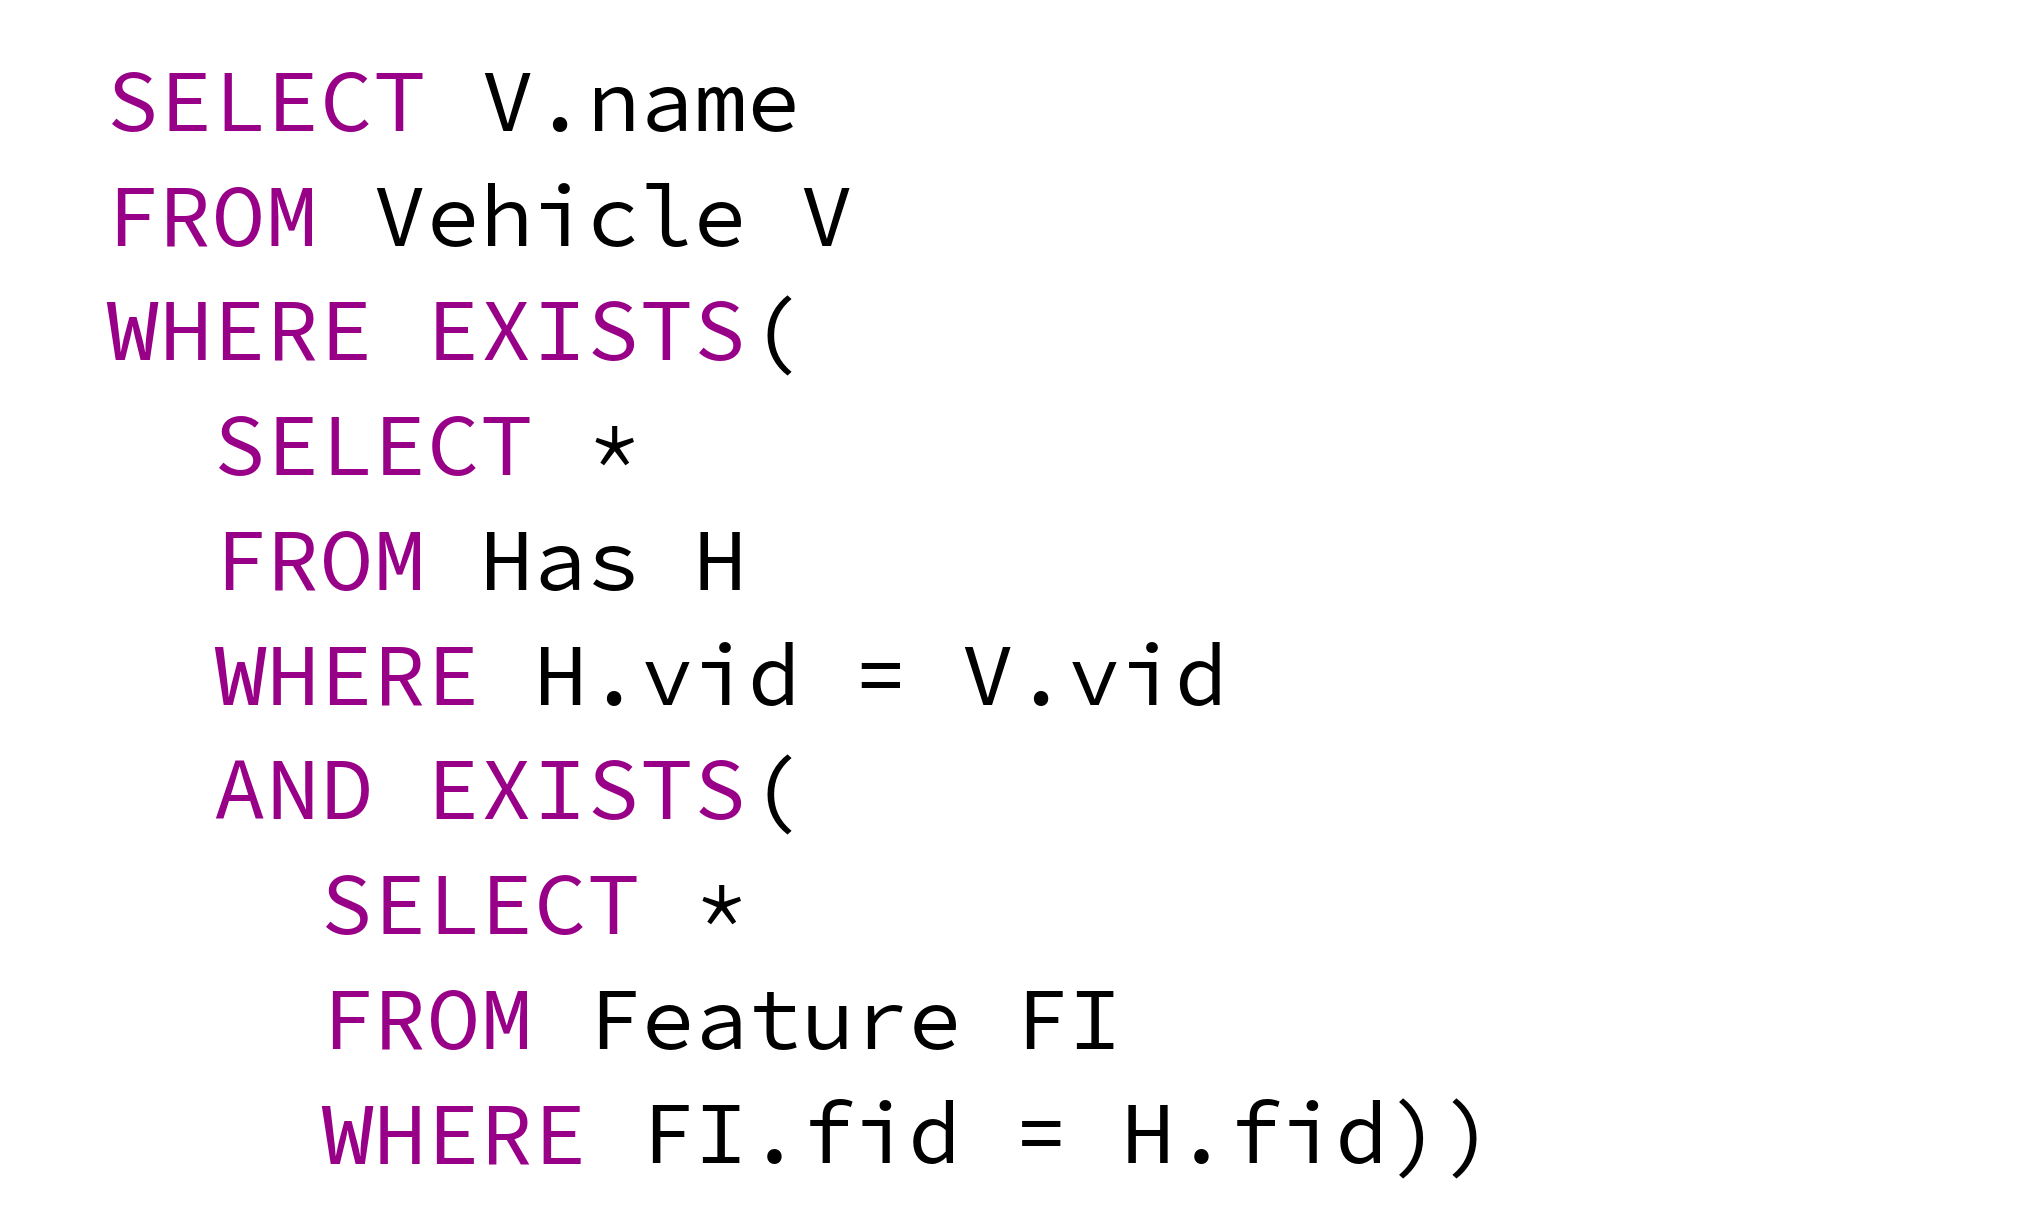 SELECT V.name
FROM Vehicle V
WHERE EXISTS(
  SELECT *
  FROM Has H
  WHERE H.vid = V.vid
  AND EXISTS(
    SELECT *
    FROM Feature FI
    WHERE FI.fid = H.fid))